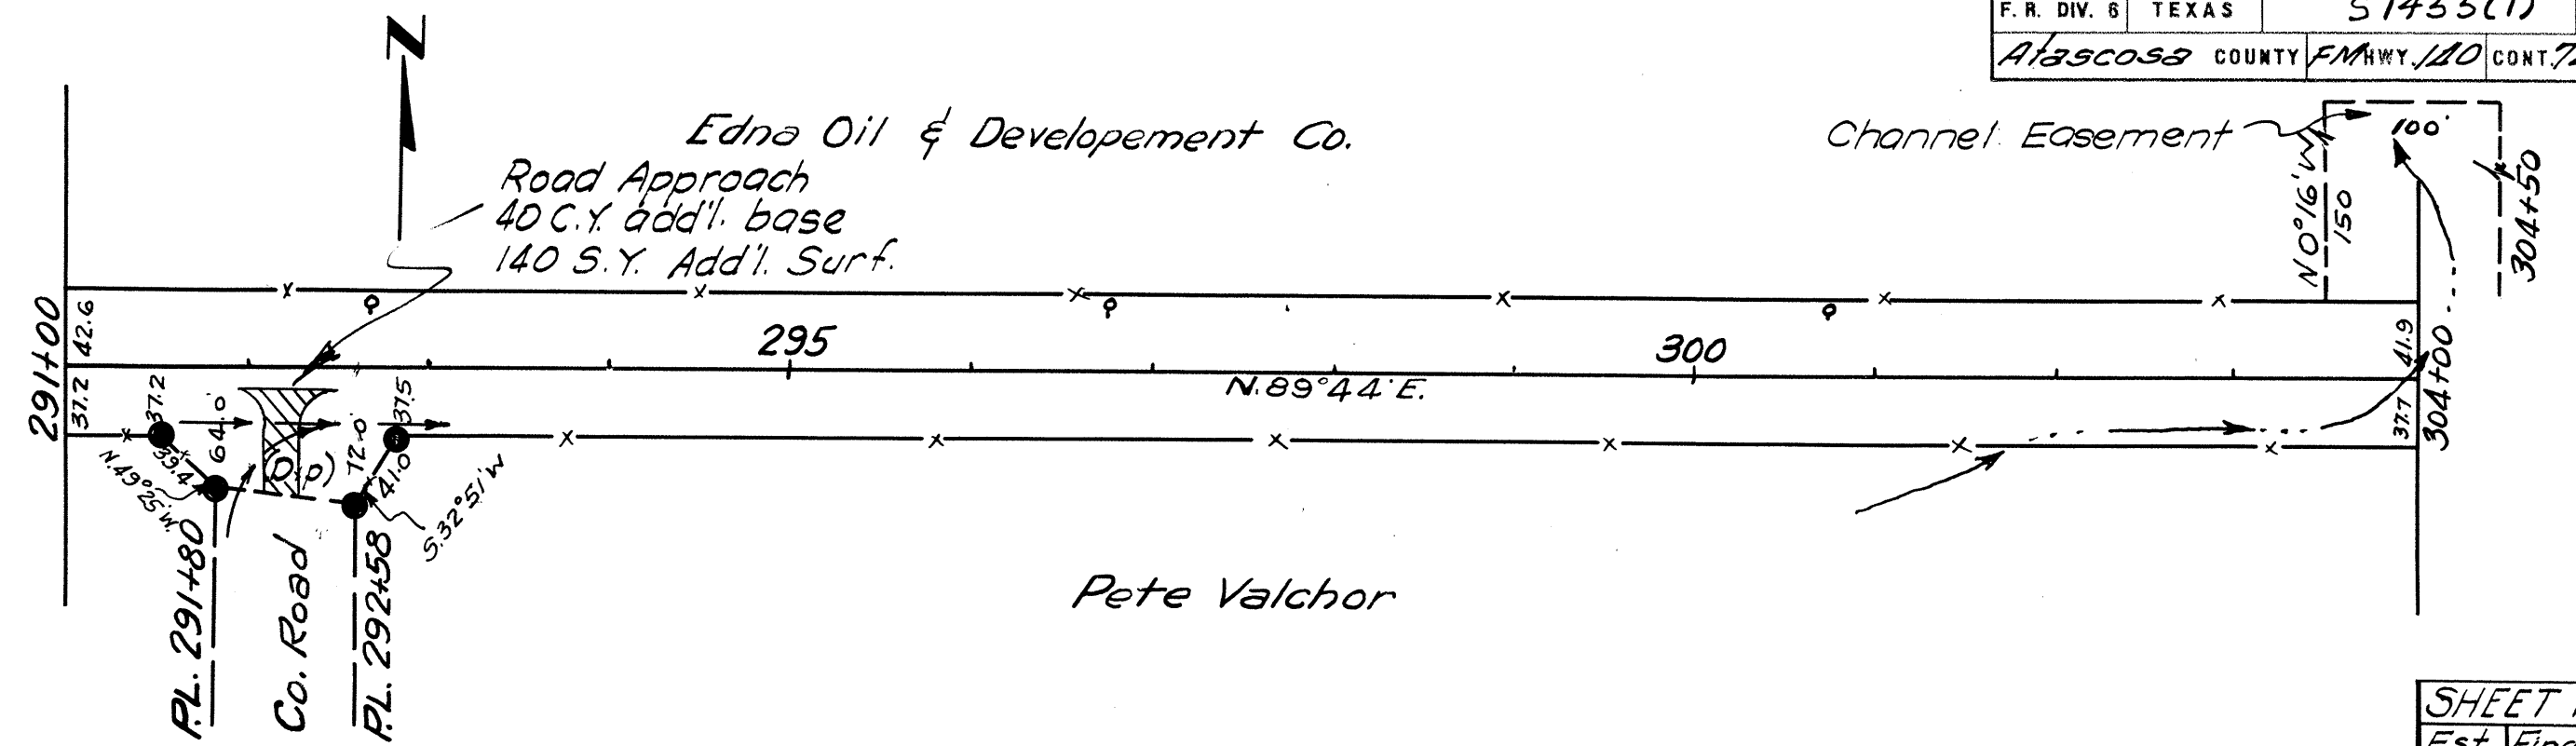 F. R. DIV. 6 TEXAS S 1455(1)
Atascosa COUNTY FM HWY. 140 CONT.
N
Edna Oil & Developement Co.
Channel Easement
100'
Road Approach
40 C.Y. add'l. base
140 S.Y. Add'l. Surf.
N 0°16' W
150
304+50
291+00
42.6
37.2
295
300
N. 89°44' E.
41.9
37.7
304+00
37.2
64.0'
72.0'
37.5
39.4
N. 49°25' W.
41.0
S. 32°51' W
P.L. 291+80
Co. Road
P.L. 292+58
Pete Valchor
SHEET
Est.